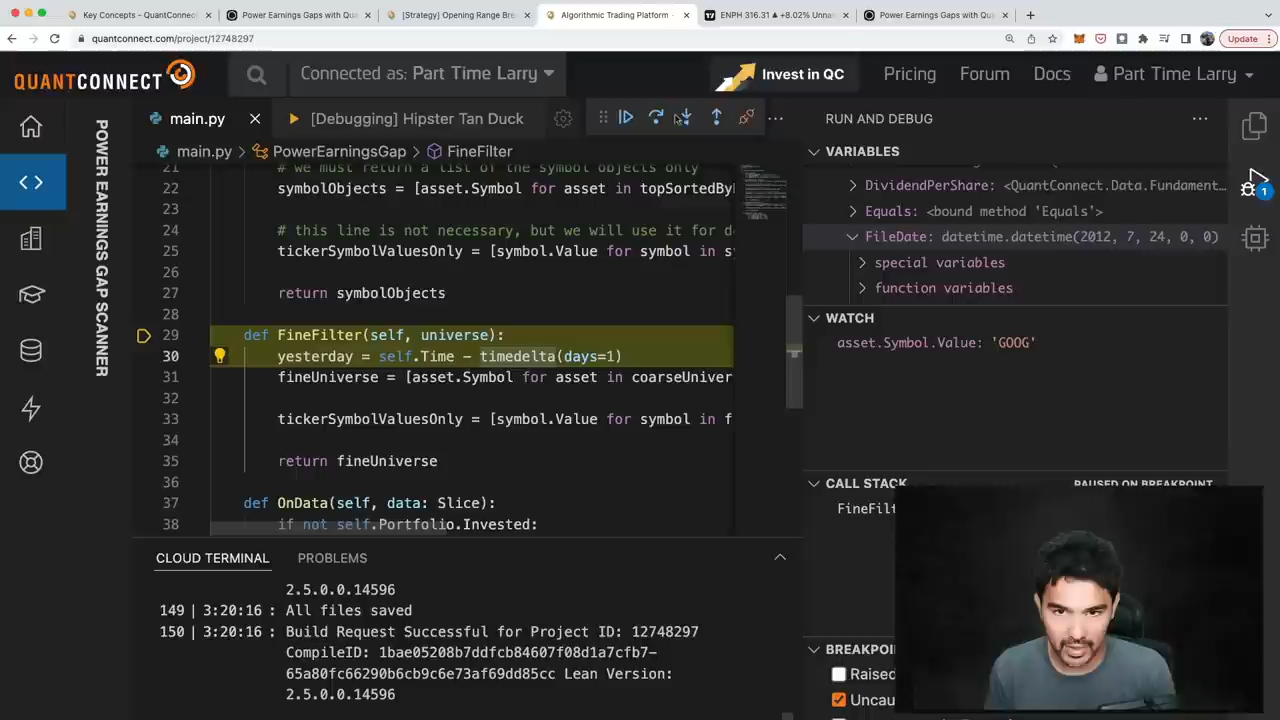 Key Concepts - QuantConnec
Power Earnings Gaps with Qua
[Strategy] Opening Range Bre
Algorithmic Trading Platform
ENPH 316.31 ▲ +8.02% Unna
Power Earnings Gaps with Qu
quantconnect.com/project/12748297
Update
QUANTCONNECT
Connected as: Part Time Larry
Invest in QC
Pricing
Forum
Docs
Part Time Larry
main.py
[Debugging] Hipster Tan Duck
RUN AND DEBUG
main.py > PowerEarningsGap > FineFilter
VARIABLES
POWER EARNINGS GAP SCANNER
21 # we must return a list of the symbol objects only
22 symbolObjects = [asset.Symbol for asset in topSortedBy
23
24 # this line is not necessary, but we will use it for d
25 tickerSymbolValuesOnly = [symbol.Value for symbol in s
26
27 return symbolObjects
28
29 def FineFilter(self, universe):
30 yesterday = self.Time - timedelta(days=1)
31 fineUniverse = [asset.Symbol for asset in coarseUniver
32
33 tickerSymbolValuesOnly = [symbol.Value for symbol in f
34
35 return fineUniverse
36
37 def OnData(self, data: Slice):
38 if not self.Portfolio.Invested:
DividendPerShare: <QuantConnect.Data.Fundament...
Equals: <bound method 'Equals'>
FileDate: datetime.datetime(2012, 7, 24, 0, 0)
special variables
function variables
WATCH
asset.Symbol.Value: 'GOOG'
CALL STACK
PAUSED ON BREAKPOINT
FineFilt
BREAKPOIN
Raised
Uncau
1
CLOUD TERMINAL
PROBLEMS
2.5.0.0.14596
149 | 3:20:16 : All files saved
150 | 3:20:16 : Build Request Successful for Project ID: 12748297
CompileID: 1bae05208b7ddfcb84607f08d1a7cfb7-
65a80fc66290b6cb9c6e73af69dd85cc Lean Version:
2.5.0.0.14596